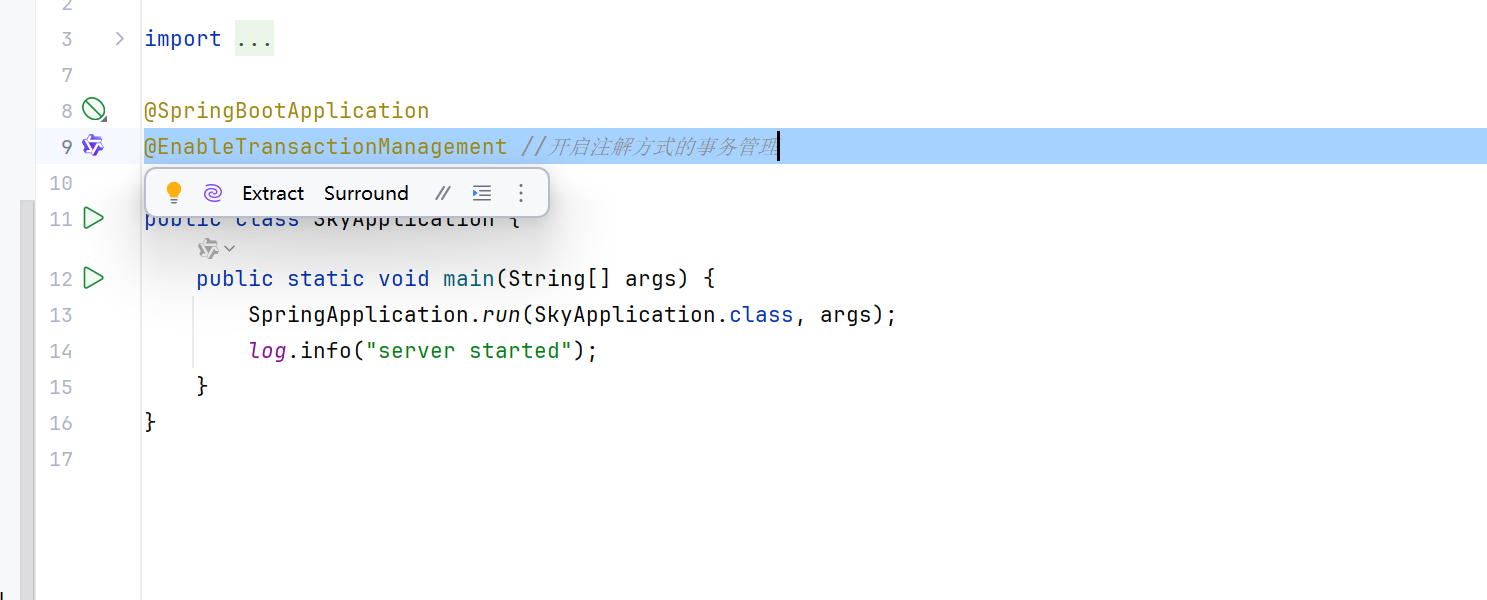 2
3 import ...
7
8 @SpringBootApplication
9 @EnableTransactionManagement //开启注解方式的事务管理
10 Extract Surround //
11 public class SkyApplication {
12 public static void main(String[] args) {
13 SpringApplication.run(SkyApplication.class, args);
14 log.info("server started");
15 }
16 }
17